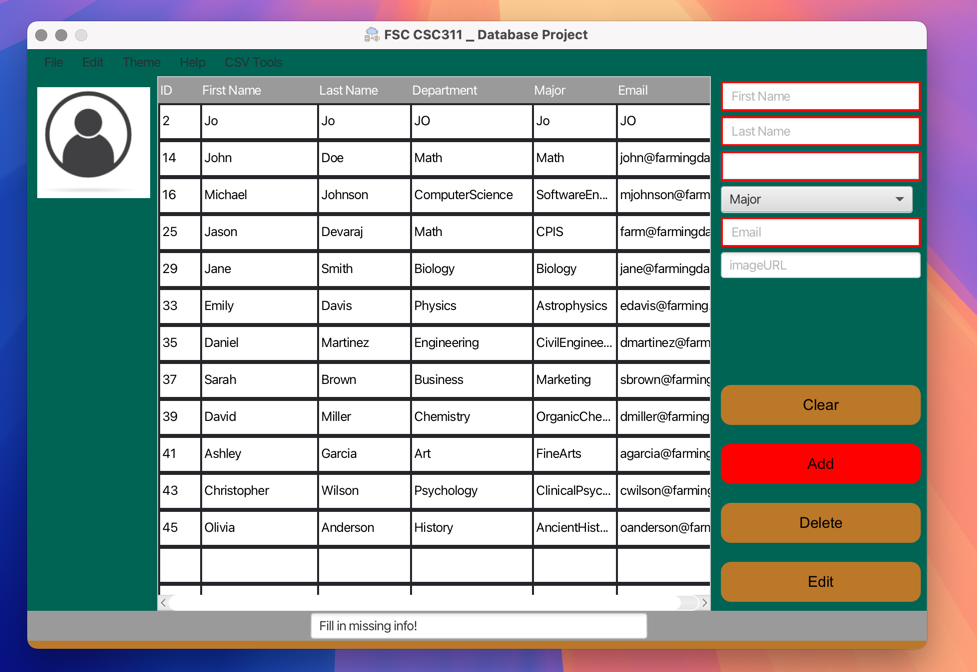 FSC CSC311 _ Database Project
File Edit Theme Help CSV Tools
ID First Name Last Name Department Major Email
2 Jo Jo JO Jo JO
14 John Doe Math Math john@farmingda
16 Michael Johnson ComputerScience SoftwareEn... mjohnson@farm
25 Jason Devaraj Math CPIS farm@farmingda
29 Jane Smith Biology Biology jane@farmingda
33 Emily Davis Physics Astrophysics edavis@farming
35 Daniel Martinez Engineering CivilEnginee... dmartinez@farm
37 Sarah Brown Business Marketing sbrown@farming
39 David Miller Chemistry OrganicChe... dmiller@farming
41 Ashley Garcia Art FineArts agarcia@farming
43 Christopher Wilson Psychology ClinicalPsyc... cwilson@farming
45 Olivia Anderson History AncientHist... oanderson@farm
First Name
Last Name
Major
Email
imageURL
Clear
Add
Delete
Edit
Fill in missing info!